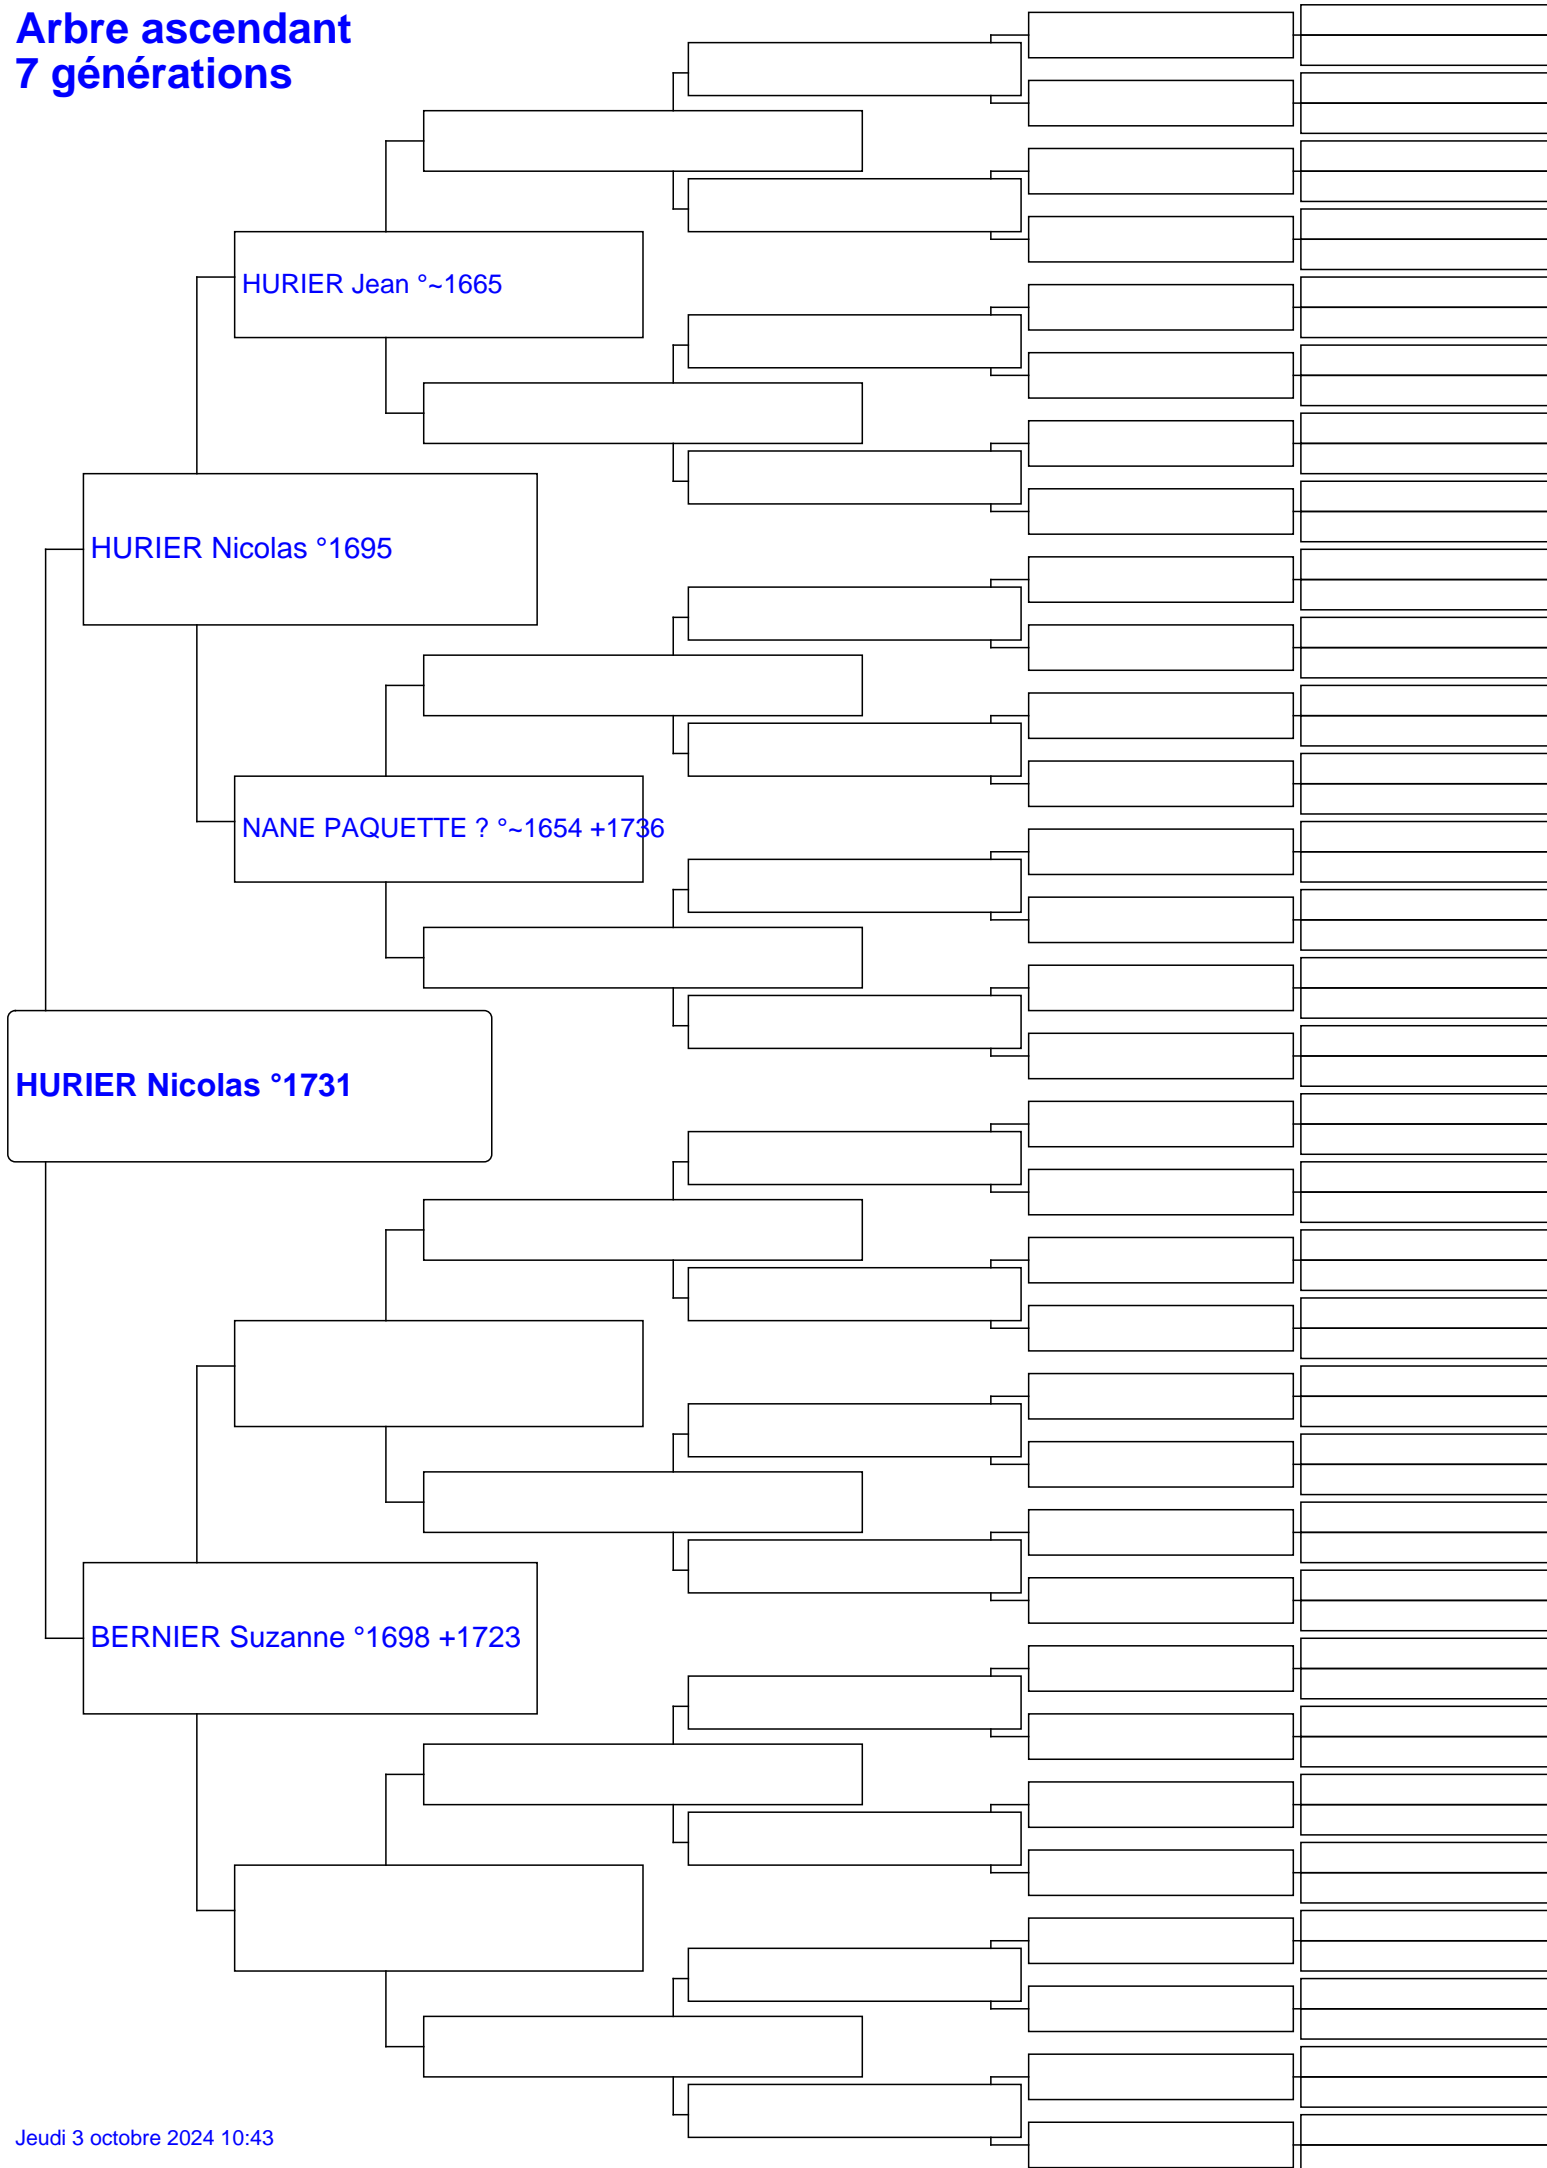 Arbre ascendant
7 générations
HURIER Jean °~1665
HURIER Nicolas °1695
NANE PAQUETTE ? °~1654 +1736
HURIER Nicolas °1731
BERNIER Suzanne °1698 +1723
Jeudi 3 octobre 2024 10:43